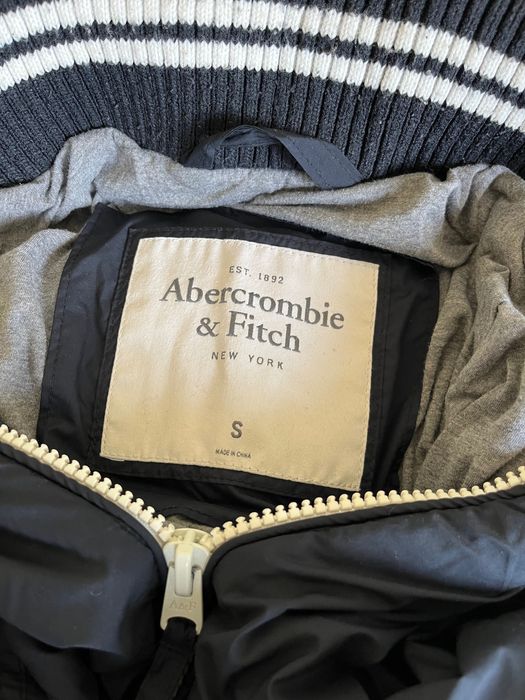 EST. 1892
Abercrombie
& Fitch
NEW YORK
S
MADE IN CHINA
A&F